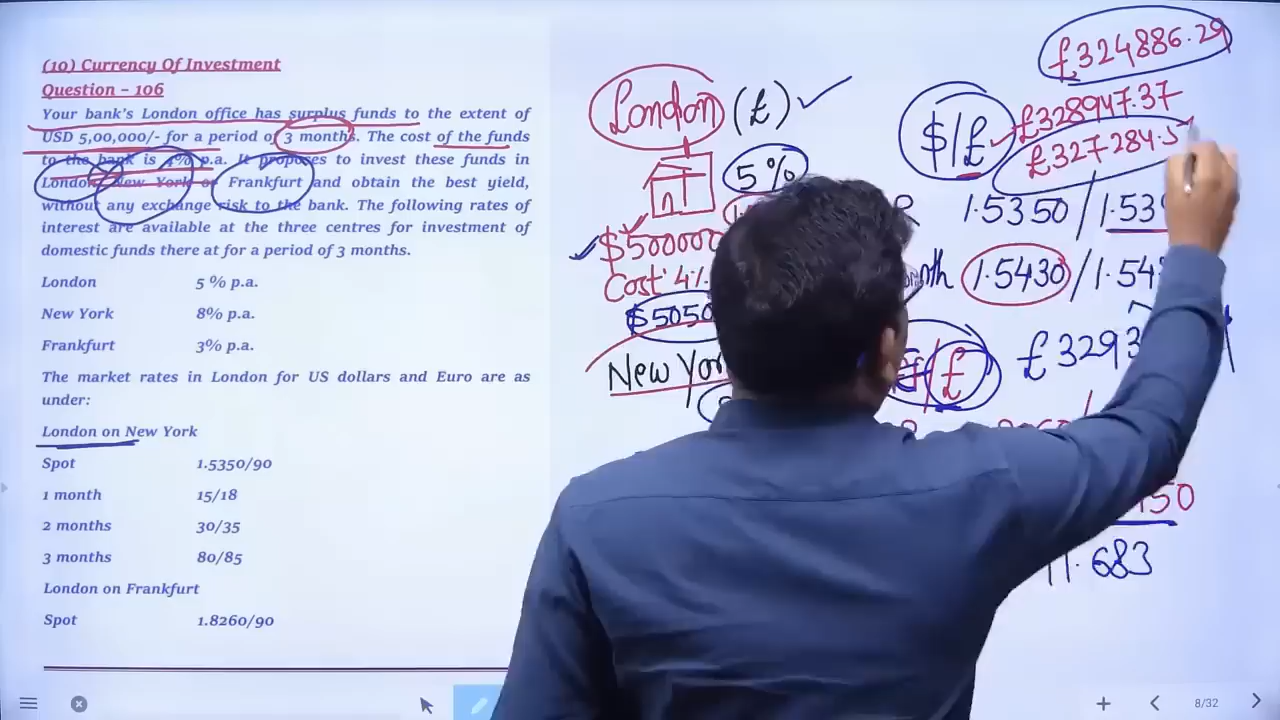 (10) Currency Of Investment
Question – 106
Your bank's London office has surplus funds to the extent of
USD 5,00,000/- for a period of 3 months. The cost of the funds
to the bank is 4% p.a. It proposes to invest these funds in
London, New York or Frankfurt and obtain the best yield,
without any exchange risk to the bank. The following rates of
interest are available at the three centres for investment of
domestic funds there at for a period of 3 months.
London 5 % p.a.
New York 8% p.a.
Frankfurt 3% p.a.
The market rates in London for US dollars and Euro are as
under:
London on New York
Spot 1.5350/90
1 month 15/18
2 months 30/35
3 months 80/85
London on Frankfurt
Spot 1.8260/90
London (£)
5%
$500000
Cost 4%
$5050
New Yor
£324886.29
$/£ £328947.37
£327284.5
R 1.5350/1.539
nth 1.5430/1.54
£ £3293
50
11.683
8/32